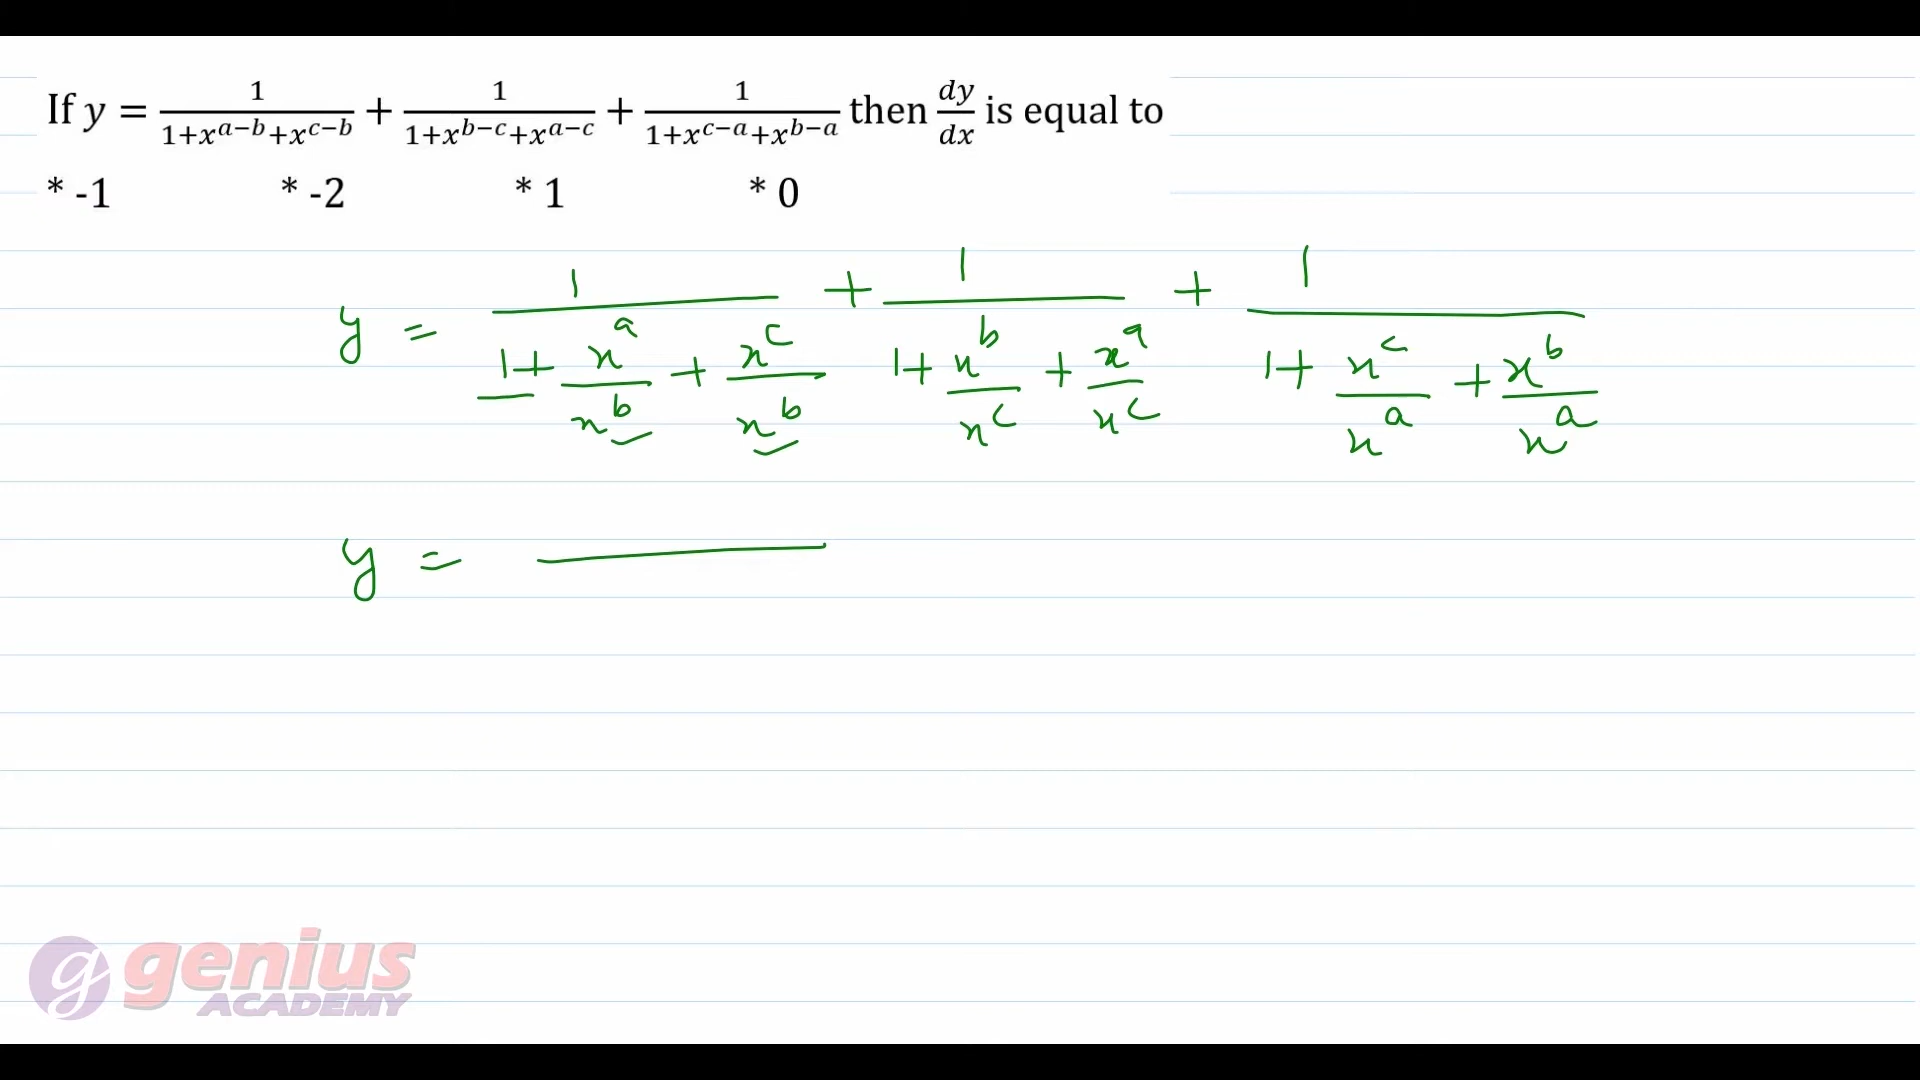 If y = 1/(1+x^{a−b}+x^{c−b}) + 1/(1+x^{b−c}+x^{a−c}) + 1/(1+x^{c−a}+x^{b−a}) then dy/dx is equal to
* -1 * -2 * 1 * 0
y = 1/(1+x^a/x^b+x^c/x^b) + 1/(1+x^b/x^c+x^a/x^c) + 1/(1+x^c/x^a+x^b/x^a)
y =
g genius
ACADEMY